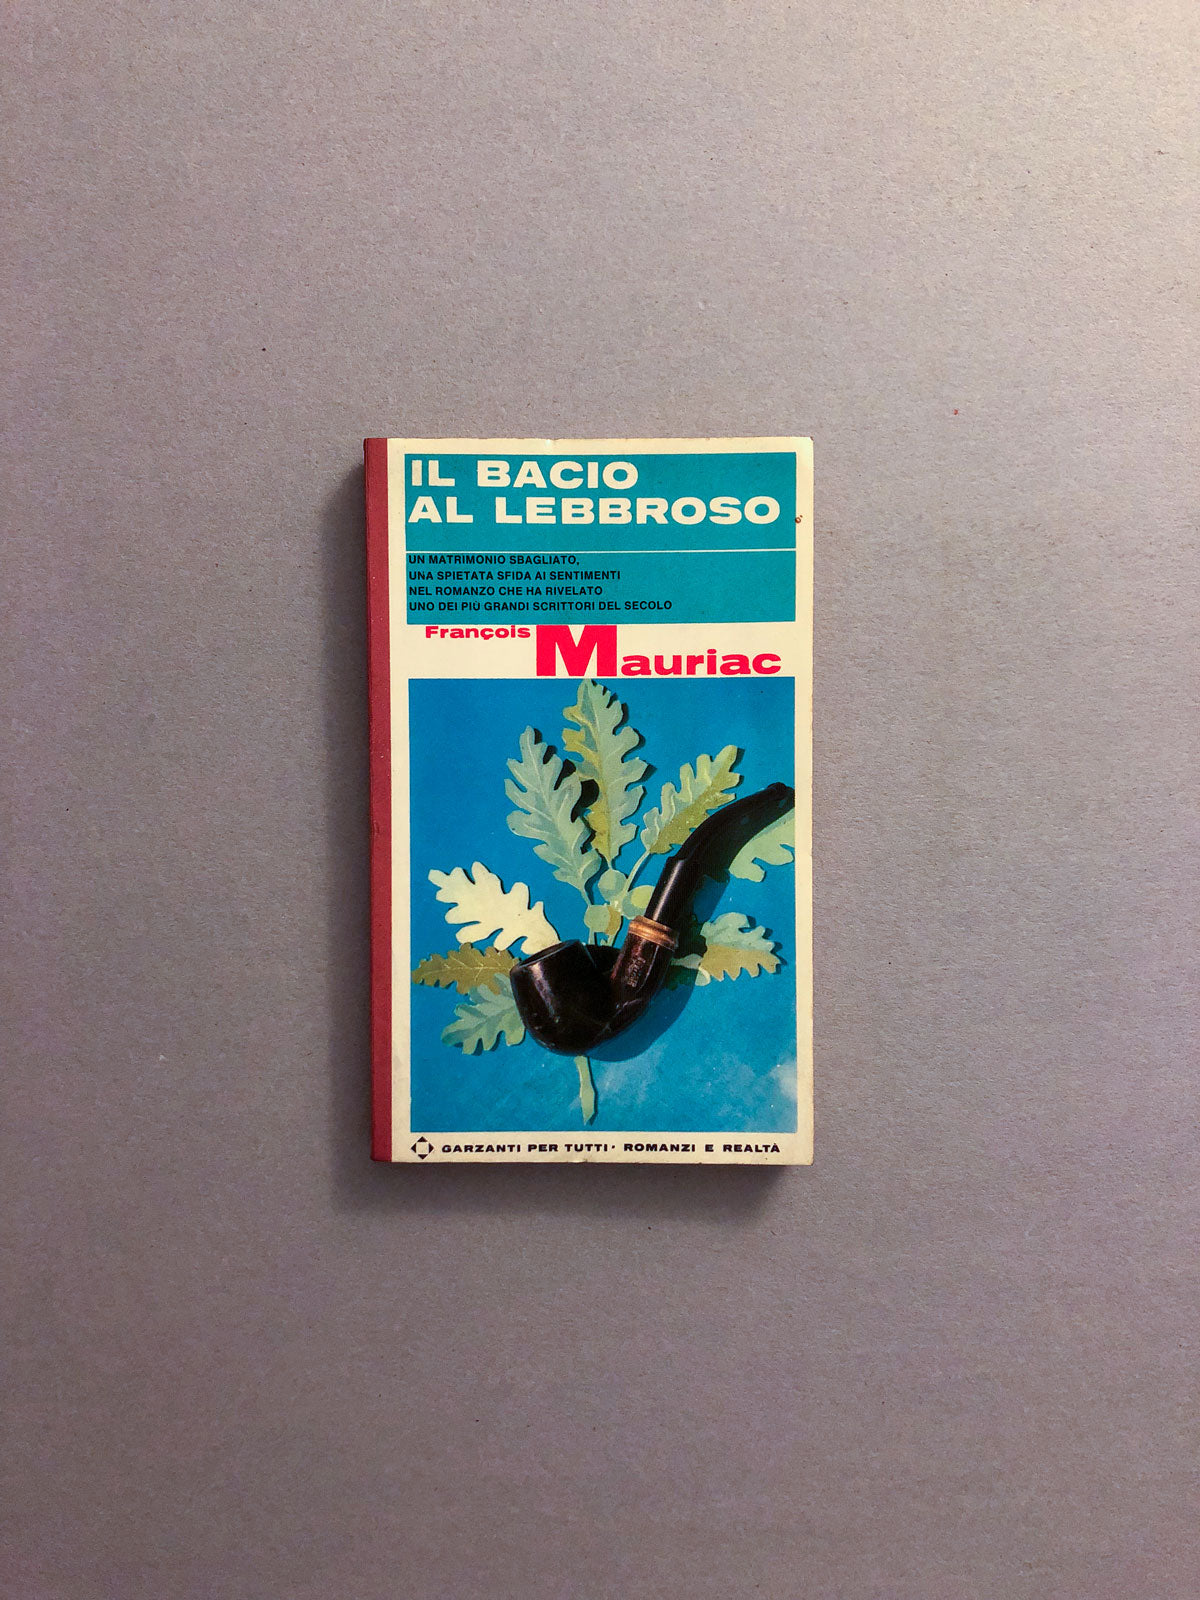 IL BACIO
AL LEBBROSO
UN MATRIMONIO SBAGLIATO,
UNA SPIETATA SFIDA AI SENTIMENTI
NEL ROMANZO CHE HA RIVELATO
UNO DEI PIÙ GRANDI SCRITTORI DEL SECOLO
François Mauriac
GARZANTI PER TUTTI · ROMANZI E REALTÀ